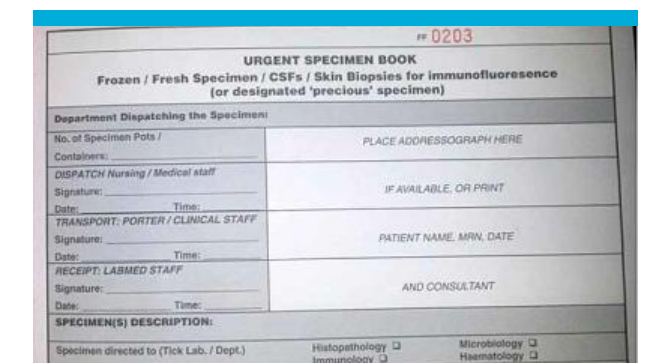 FF 0203
URGENT SPECIMEN BOOK
Frozen / Fresh Specimen / CSFs / Skin Biopsies for immunofluoresence
(or designated 'precious' specimen)
Department Dispatching the Specimen:
No. of Specimen Pots /
Containers:
PLACE ADDRESSOGRAPH HERE
DISPATCH Nursing / Medical staff
Signature:
Date: Time:
IF AVAILABLE, OR PRINT
TRANSPORT: PORTER / CLINICAL STAFF
Signature:
Date: Time:
PATIENT NAME, MRN, DATE
RECEIPT: LABMED STAFF
Signature:
Date: Time:
AND CONSULTANT
SPECIMEN(S) DESCRIPTION:
Specimen directed to (Tick Lab. / Dept.) Histopathology ❑ Microbiology ❑
Immunology ❑ Haematology ❑